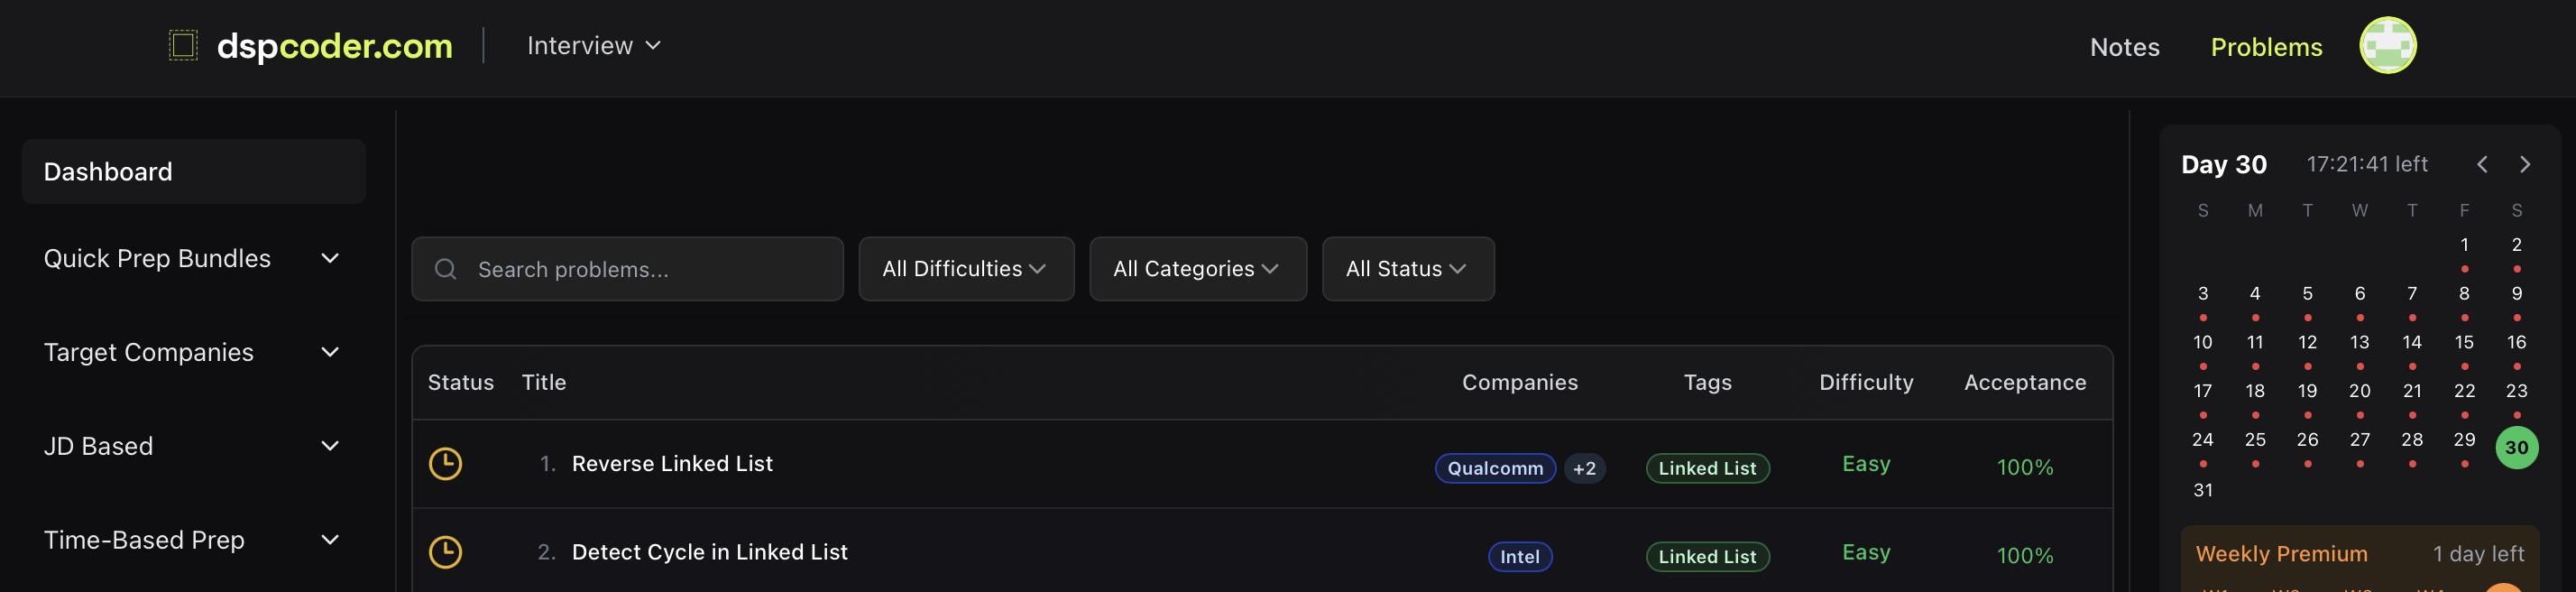 dspcoder.com
Interview
Notes
Problems
Dashboard
Quick Prep Bundles
Target Companies
JD Based
Time-Based Prep
Search problems...
All Difficulties
All Categories
All Status
Status Title Companies Tags Difficulty Acceptance
1. Reverse Linked List Qualcomm +2 Linked List Easy 100%
2. Detect Cycle in Linked List Intel Linked List Easy 100%
Day 30 17:21:41 left
S M T W T F S
1 2
3 4 5 6 7 8 9
10 11 12 13 14 15 16
17 18 19 20 21 22 23
24 25 26 27 28 29 30
31
Weekly Premium 1 day left